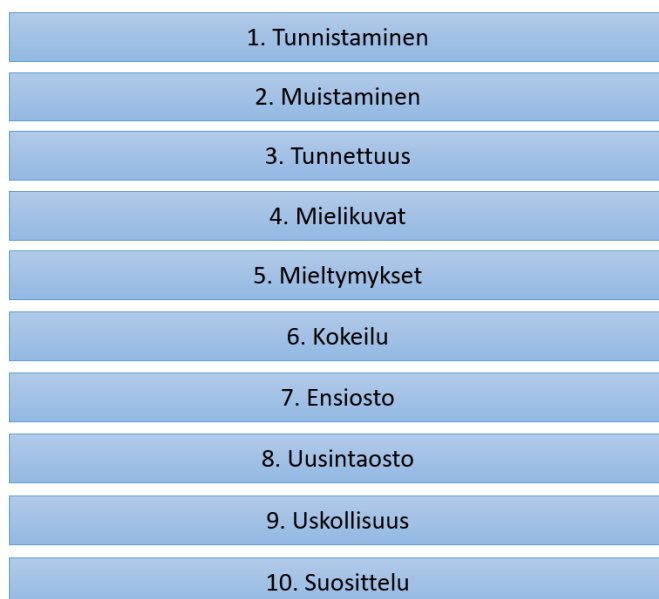 1. Tunnistaminen
2. Muistaminen
3. Tunnettuus
4. Mielikuvat
5. Mieltymykset
6. Kokeilu
7. Ensiosto
8. Uusintaosto
9. Uskollisuus
10. Suosittelu